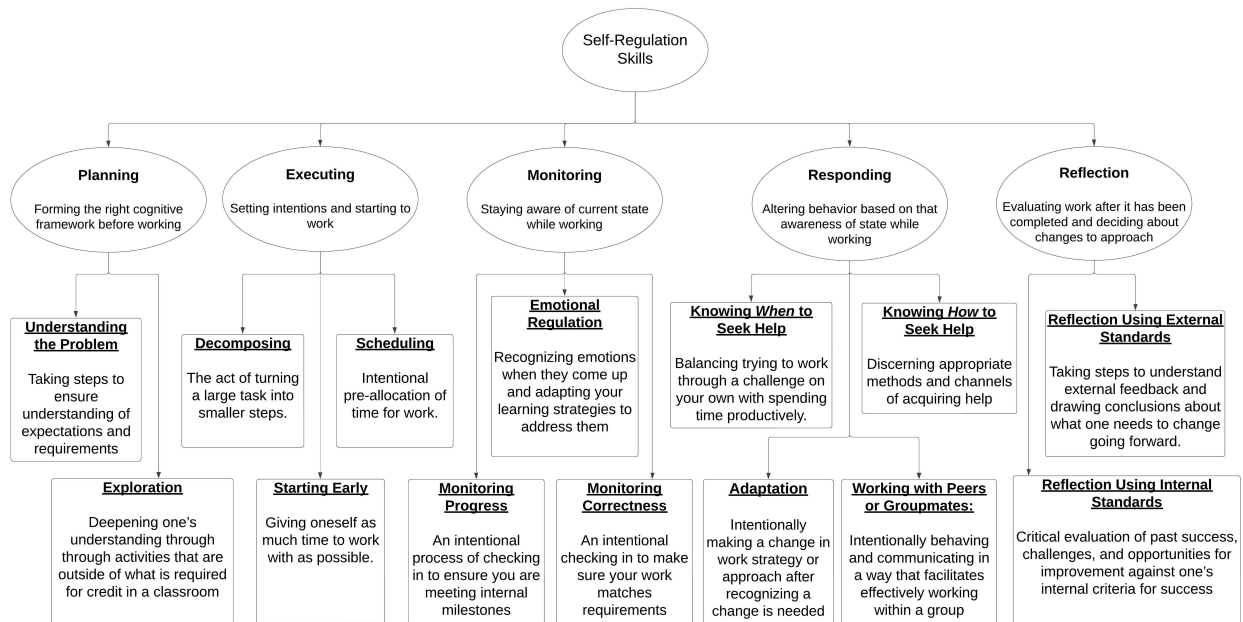 Self-Regulation
Skills
Planning
Forming the right cognitive
framework before working
Executing
Setting intentions and starting to
work
Monitoring
Staying aware of current state
while working
Responding
Altering behavior based on that
awareness of state while
working
Reflection
Evaluating work after it has been
completed and deciding about
changes to approach
Understanding
the Problem
Taking steps to
ensure
understanding of
expectations and
requirements
Decomposing
The act of turning
a large task into
smaller steps.
Scheduling
Intentional
pre-allocation of
time for work.
Emotional
Regulation
Recognizing emotions
when they come up
and adapting your
learning strategies to
address them
Knowing When to
Seek Help
Balancing trying to work
through a challenge on
your own with spending
time productively.
Knowing How to
Seek Help
Discerning appropriate
methods and channels
of acquiring help
Reflection Using External
Standards
Taking steps to understand
external feedback and
drawing conclusions about
what one needs to change
going forward.
Exploration
Deepening one's
understanding through
through activities that are
outside of what is required
for credit in a classroom
Starting Early
Giving oneself as
much time to work
with as possible.
Monitoring
Progress
An intentional
process of checking
in to ensure you are
meeting internal
milestones
Monitoring
Correctness
An intentional
checking in to make
sure your work
matches
requirements
Adaptation
Intentionally
making a change in
work strategy or
approach after
recognizing a
change is needed
Working with Peers
or Groupmates:
Intentionally behaving
and communicating in
a way that facilitates
effectively working
within a group
Reflection Using Internal
Standards
Critical evaluation of past success,
challenges, and opportunities for
improvement against one's
internal criteria for success